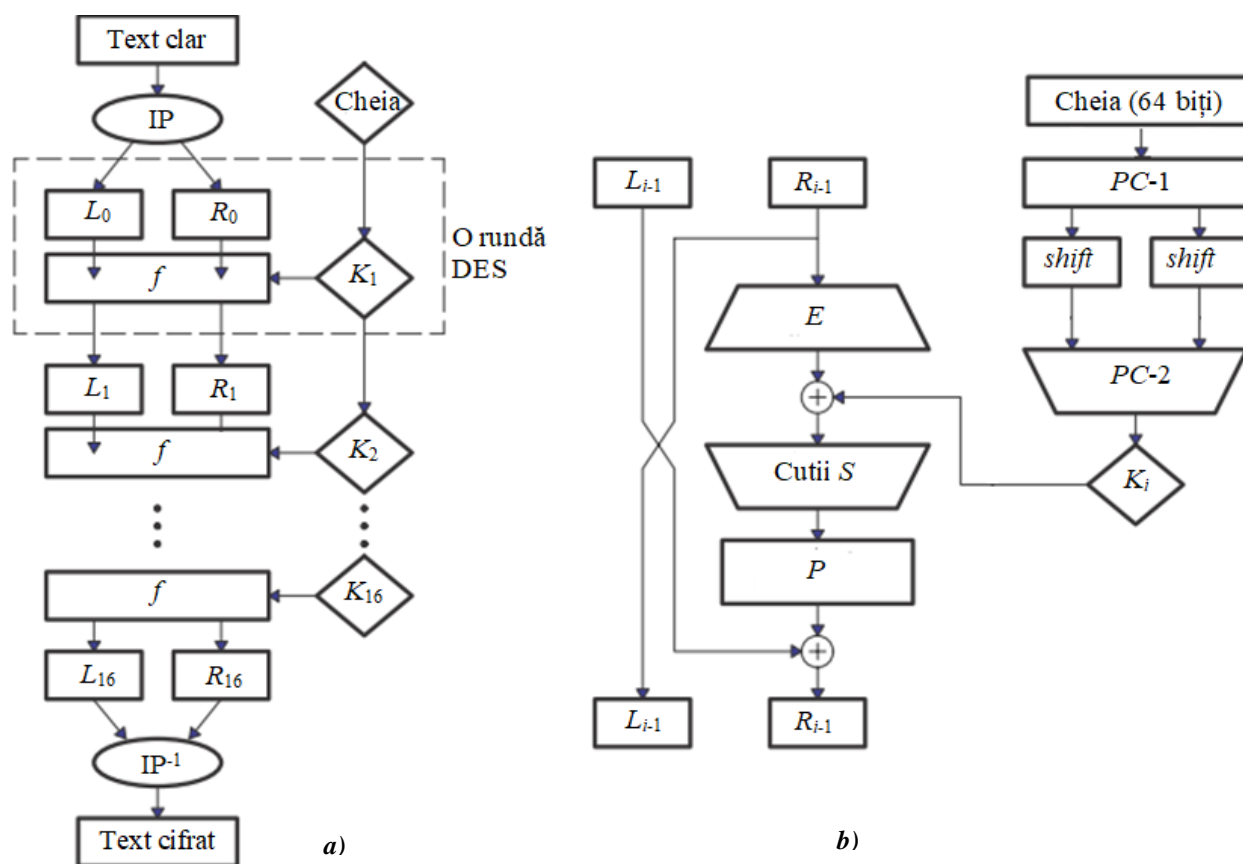 Text clar
IP
Cheia
L0 R0
f
K1
O rundă
DES
L1 R1
f
K2
f
K16
L16 R16
IP-1
Text cifrat
a)
Cheia (64 biți)
Li-1 Ri-1
PC-1
shift shift
E
PC-2
+
Cutii S
Ki
P
+
Li-1 Ri-1
b)